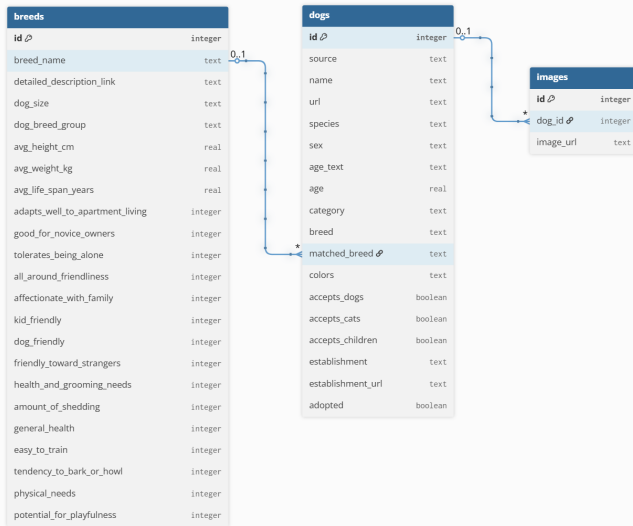 breeds
id integer
breed_name text
detailed_description_link text
dog_size text
dog_breed_group text
avg_height_cm real
avg_weight_kg real
avg_life_span_years real
adapts_well_to_apartment_living integer
good_for_novice_owners integer
tolerates_being_alone integer
all_around_friendliness integer
affectionate_with_family integer
kid_friendly integer
dog_friendly integer
friendly_toward_strangers integer
health_and_grooming_needs integer
amount_of_shedding integer
general_health integer
easy_to_train integer
tendency_to_bark_or_howl integer
physical_needs integer
potential_for_playfulness integer
0..1
*
dogs
id integer
source text
name text
url text
species text
sex text
age_text text
age real
category text
breed text
matched_breed text
colors text
accepts_dogs boolean
accepts_cats boolean
accepts_children boolean
establishment text
establishment_url text
adopted boolean
0..1
*
images
id integer
dog_id integer
image_url text